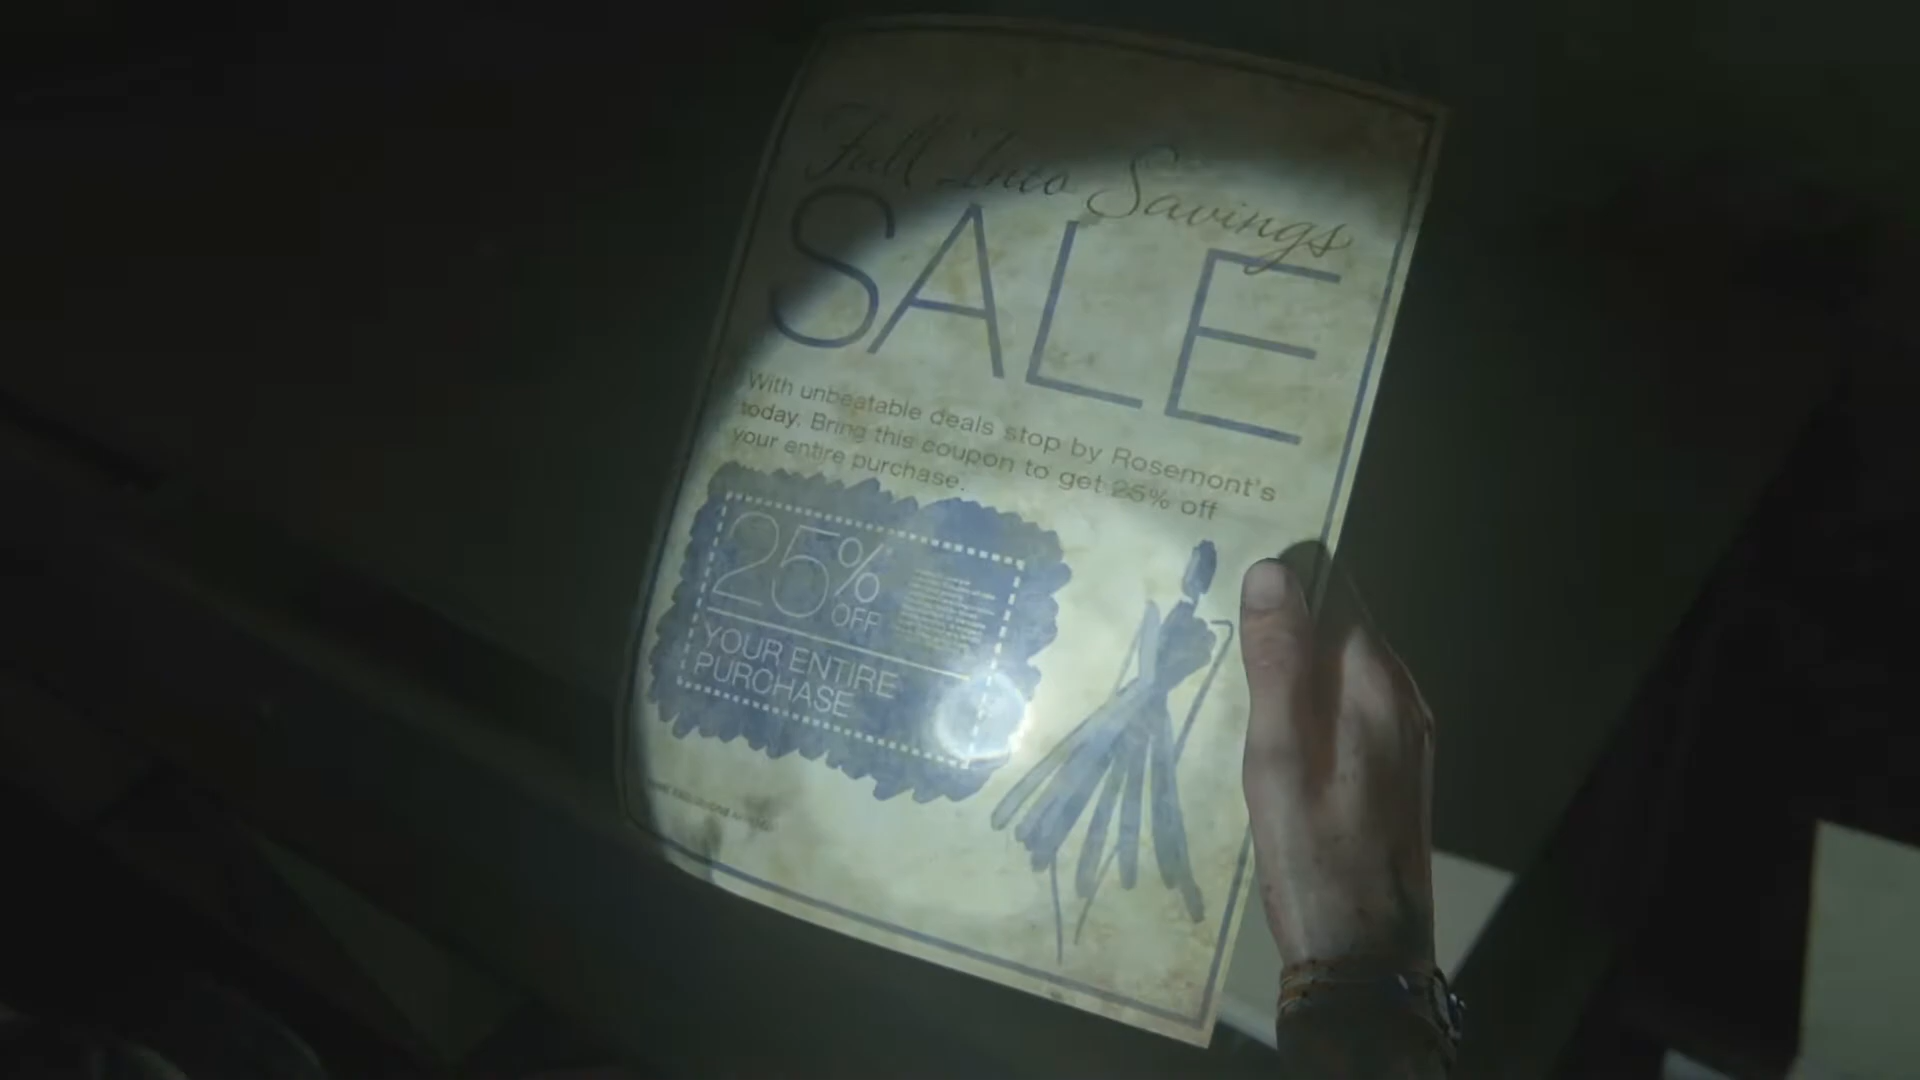 Fall Into Savings
SALE
With unbeatable deals stop by Rosemont's
today. Bring this coupon to get 25% off
your entire purchase.
25%
OFF
YOUR ENTIRE
PURCHASE